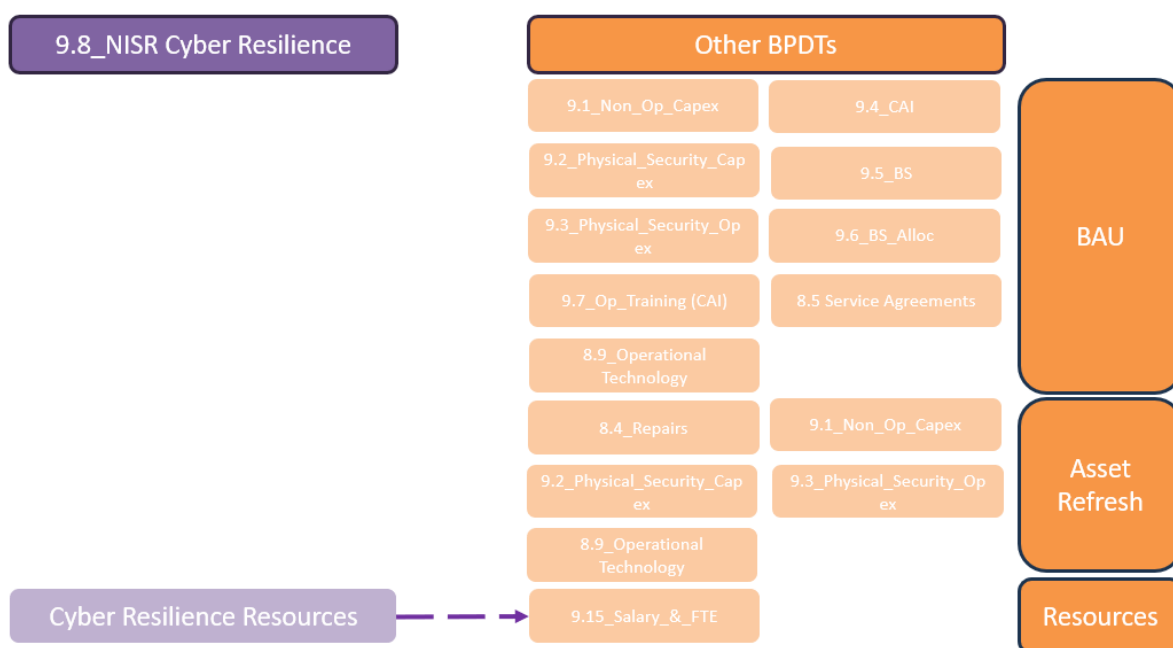 9.8_NISR Cyber Resilience
Other BPDTs
9.1_Non_Op_Capex
9.4_CAI
9.2_Physical_Security_Cap
ex
9.5_BS
9.3_Physical_Security_Op
ex
9.6_BS_Alloc
BAU
9.7_Op_Training (CAI)
8.5 Service Agreements
8.9_Operational
Technology
8.4_Repairs
9.1_Non_Op_Capex
9.2_Physical_Security_Cap
ex
9.3_Physical_Security_Op
ex
Asset
Refresh
8.9_Operational
Technology
Cyber Resilience Resources
9.15_Salary_&_FTE
Resources